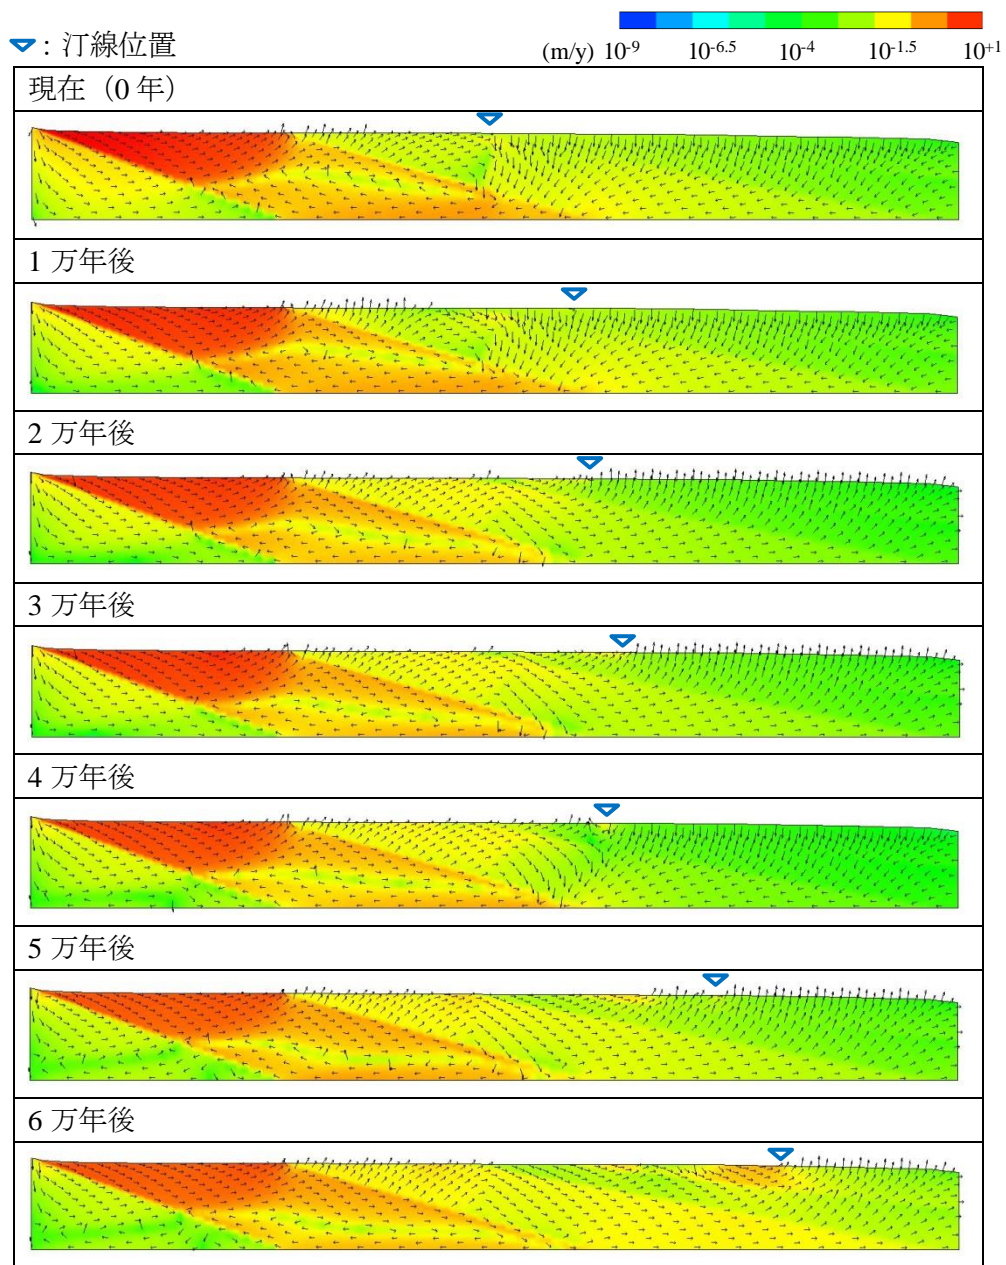 ▽：汀線位置
(m/y) 10-9 10-6.5 10-4 10-1.5 10+1
現在（0 年）
1 万年後
2 万年後
3 万年後
4 万年後
5 万年後
6 万年後